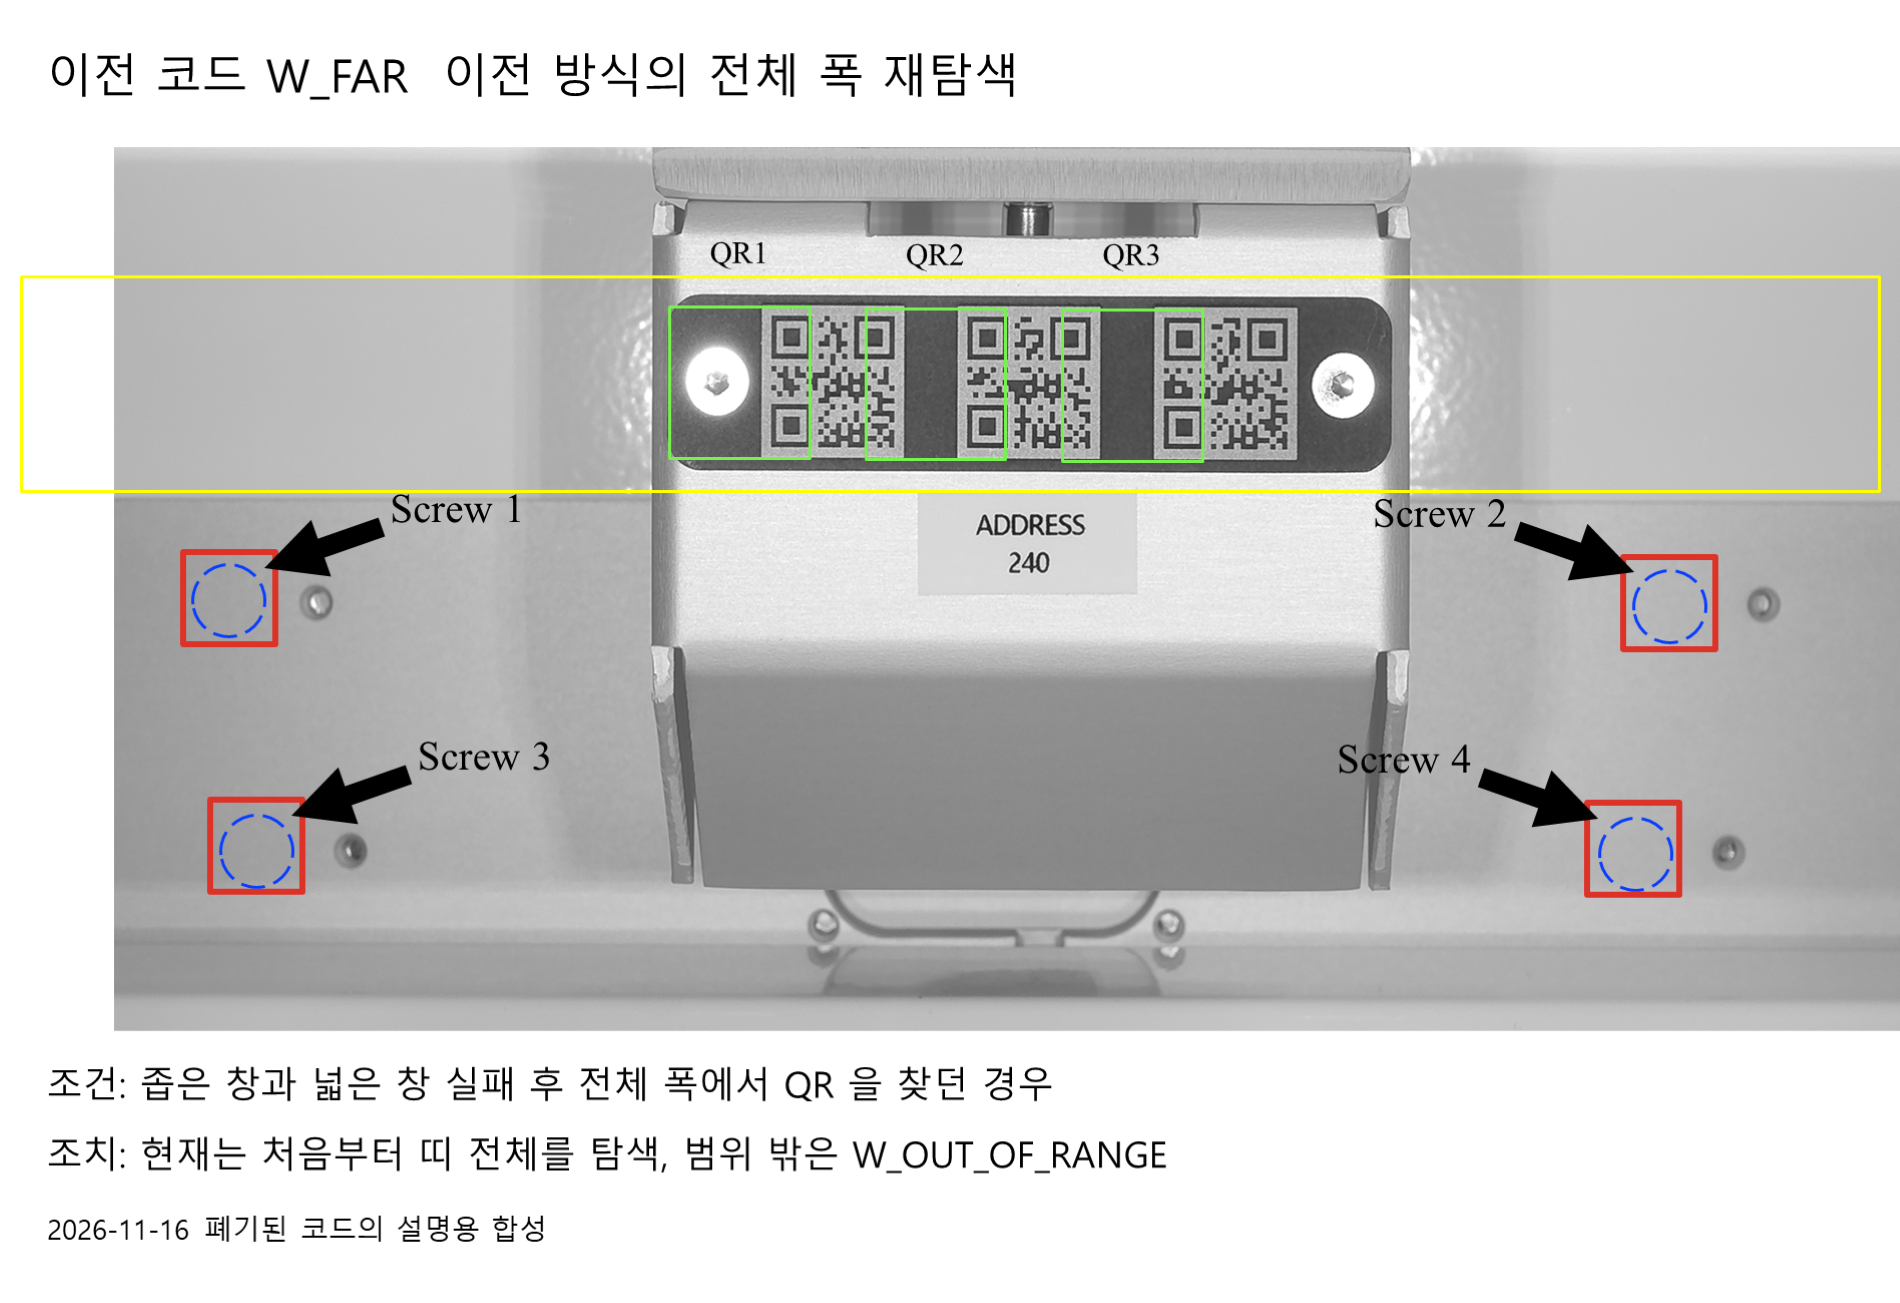 이전 코드 W_FAR 이전 방식의 전체 폭 재탐색
QR1 QR2 QR3
Screw 1
Screw 2
ADDRESS
240
Screw 3
Screw 4
조건: 좁은 창과 넓은 창 실패 후 전체 폭에서 QR 을 찾던 경우
조치: 현재는 처음부터 띠 전체를 탐색, 범위 밖은 W_OUT_OF_RANGE
2026-11-16 폐기된 코드의 설명용 합성